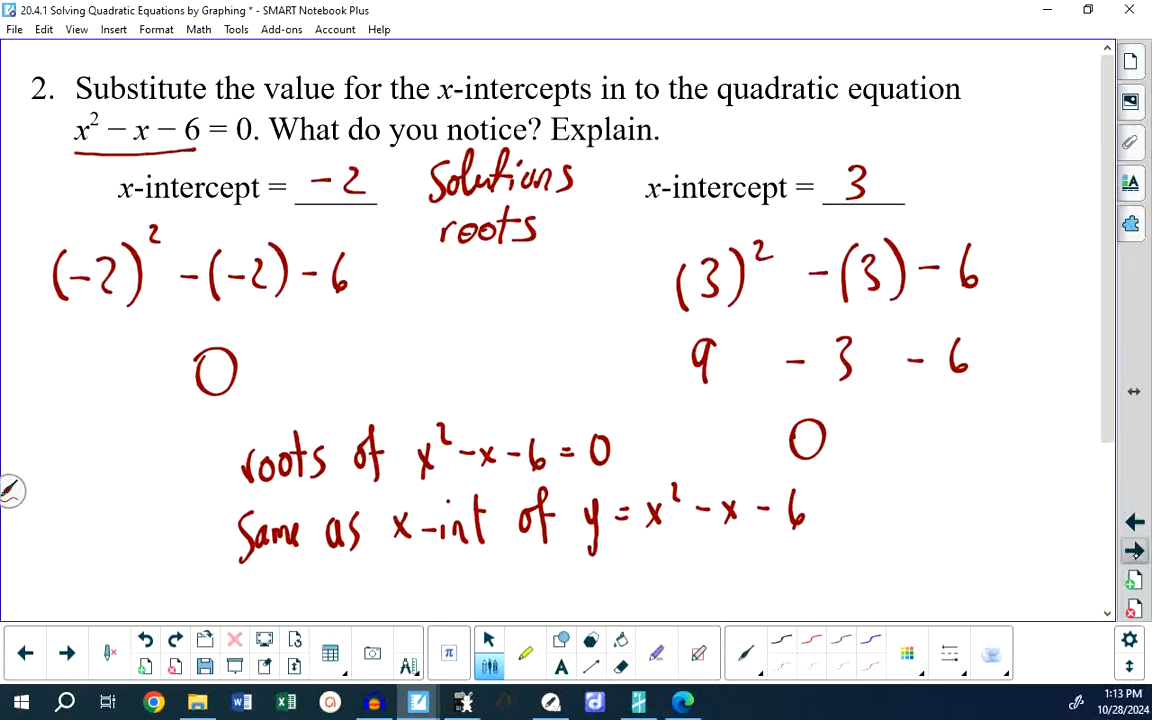 20.4.1 Solving Quadratic Equations by Graphing * - SMART Notebook Plus
File Edit View Insert Format Math Tools Add-ons Account Help
2. Substitute the value for the x-intercepts in to the quadratic equation
x² − x − 6 = 0. What do you notice? Explain.
x-intercept = -2 Solutions x-intercept = 3
roots
(-2)² -(-2) - 6 (3)² -(3) - 6
9 - 3 - 6
0
0
roots of x² - x - 6 = 0
Same as x-int of y = x² - x - 6
1:13 PM
10/28/2024